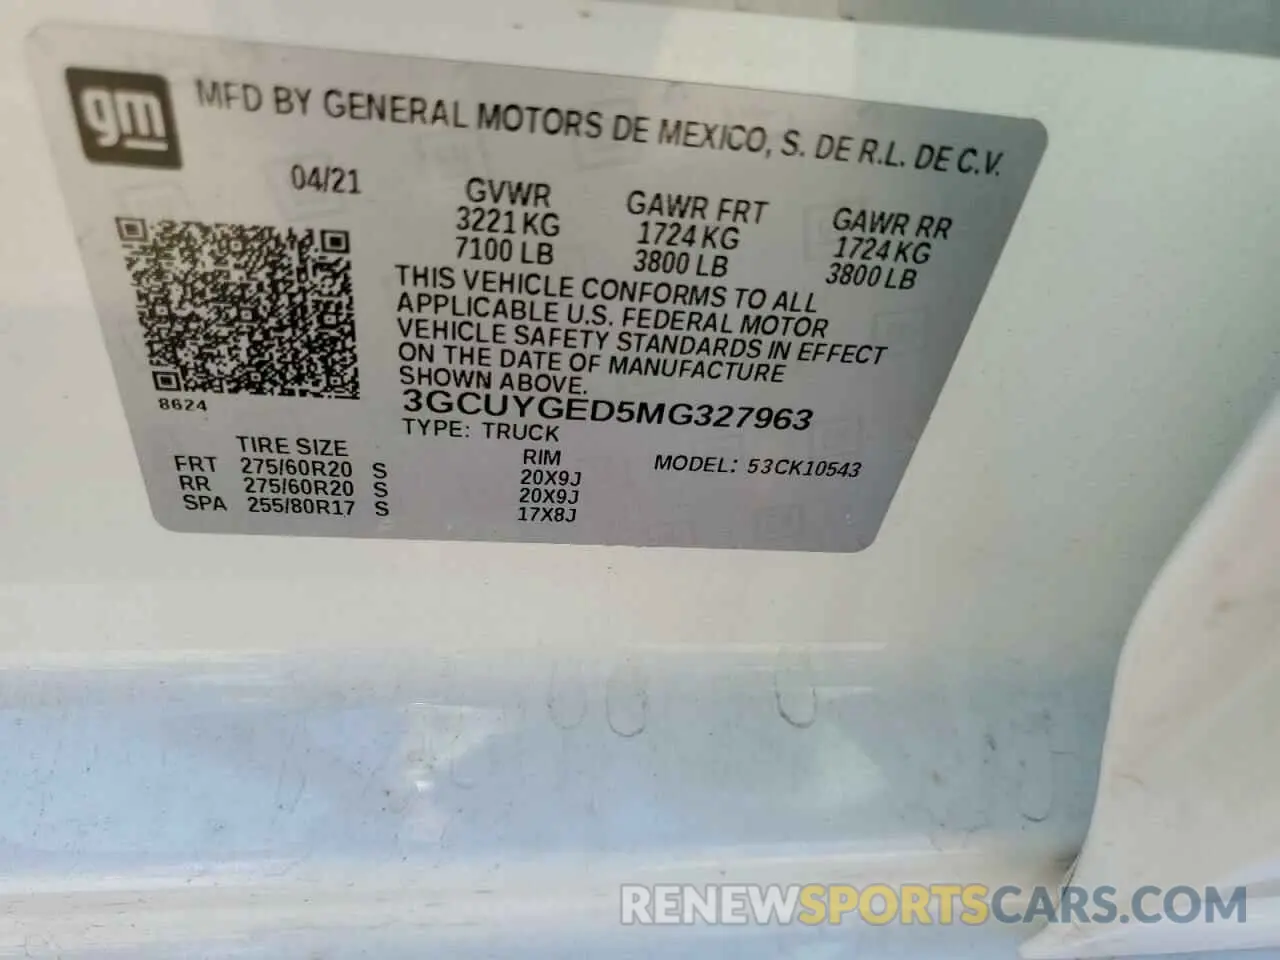 gm
MFD BY GENERAL MOTORS DE MEXICO, S. DE R.L. DE C.V.
04/21
GVWR GAWR FRT GAWR RR
3221 KG 1724 KG 1724 KG
7100 LB 3800 LB 3800 LB
THIS VEHICLE CONFORMS TO ALL
APPLICABLE U.S. FEDERAL MOTOR
VEHICLE SAFETY STANDARDS IN EFFECT
ON THE DATE OF MANUFACTURE
SHOWN ABOVE.
8624
3GCUYGED5MG327963
TYPE: TRUCK
TIRE SIZE RIM MODEL: 53CK10543
FRT 275/60R20 S 20X9J
RR 275/60R20 S 20X9J
SPA 255/80R17 S 17X8J
RENEWSPORTSCARS.COM